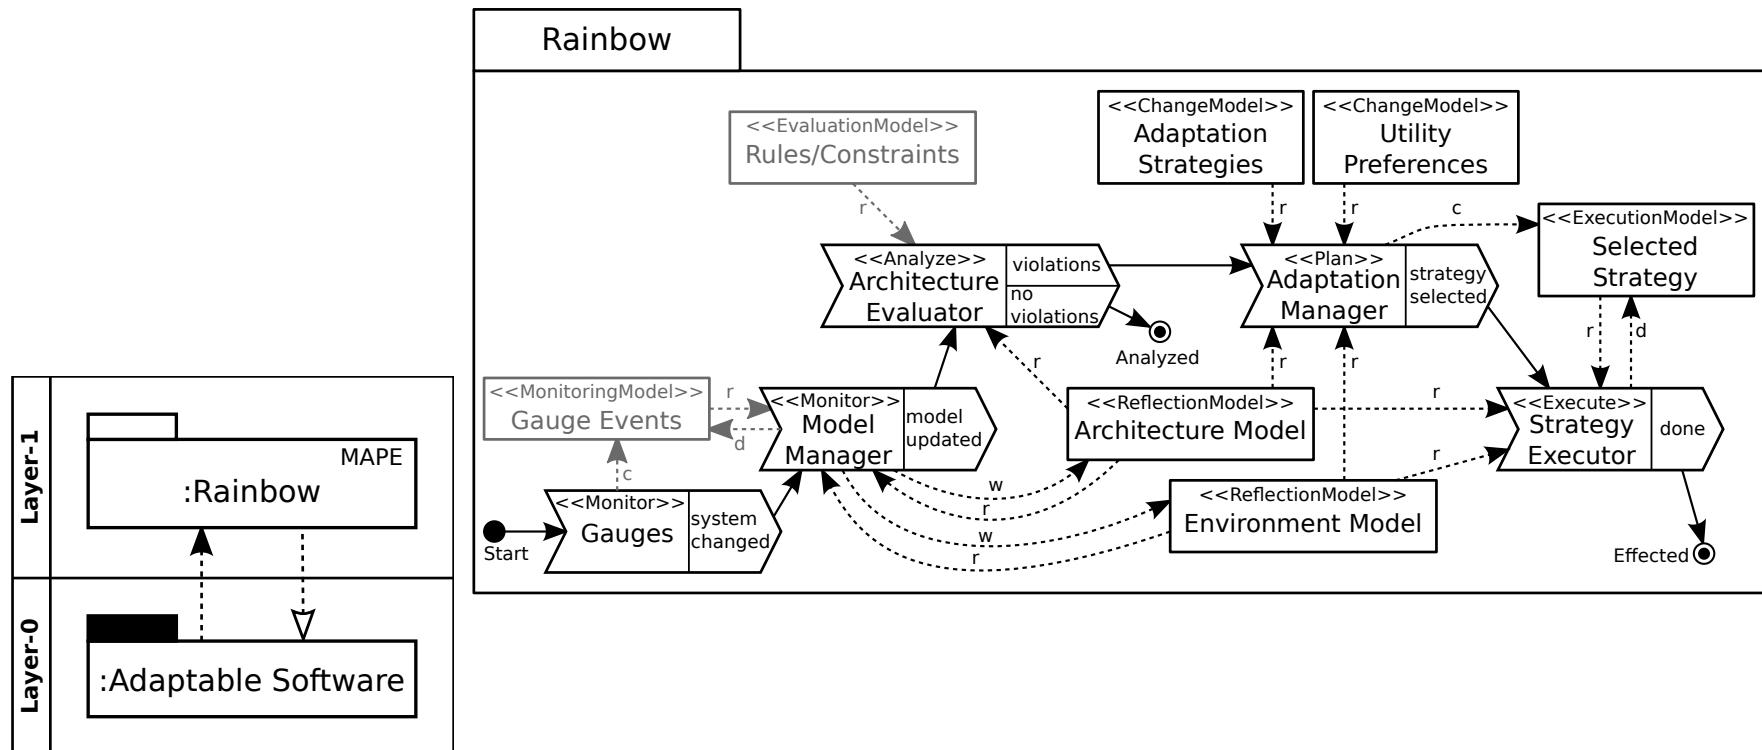 Rainbow
<<EvaluationModel>>
Rules/Constraints
<<ChangeModel>>
Adaptation
Strategies
<<ChangeModel>>
Utility
Preferences
r
r
r
c
<<ExecutionModel>>
Selected
Strategy
<<Analyze>>
Architecture
Evaluator
violations
no
violations
<<Plan>>
Adaptation
Manager
strategy
selected
Analyzed
r
r
r
r
d
<<MonitoringModel>>
Gauge Events
r
d
c
<<Monitor>>
Model
Manager
model
updated
<<ReflectionModel>>
Architecture Model
r
r
<<Execute>>
Strategy
Executor
done
w
r
w
r
<<ReflectionModel>>
Environment Model
Start
<<Monitor>>
Gauges
system
changed
Effected
Layer-1
MAPE
:Rainbow
Layer-0
:Adaptable Software